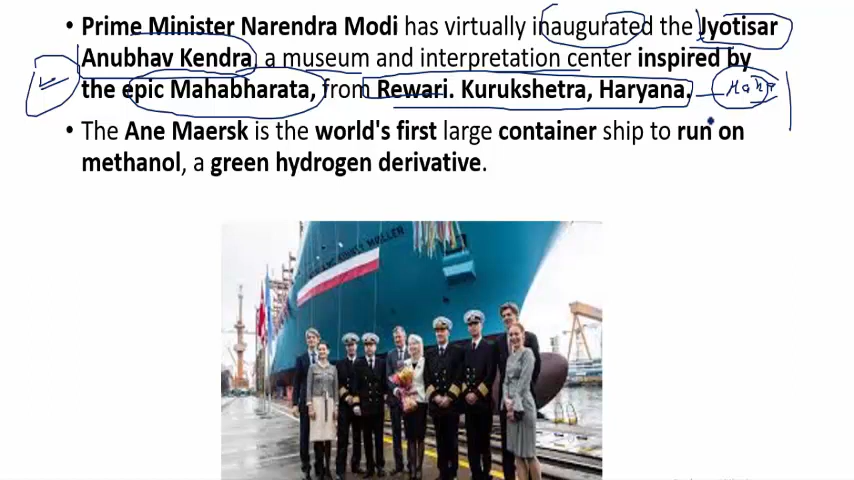 • Prime Minister Narendra Modi has virtually inaugurated the Jyotisar
Anubhav Kendra, a museum and interpretation center inspired by
the epic Mahabharata, from Rewari. Kurukshetra, Haryana.
• The Ane Maersk is the world's first large container ship to run on
methanol, a green hydrogen derivative.